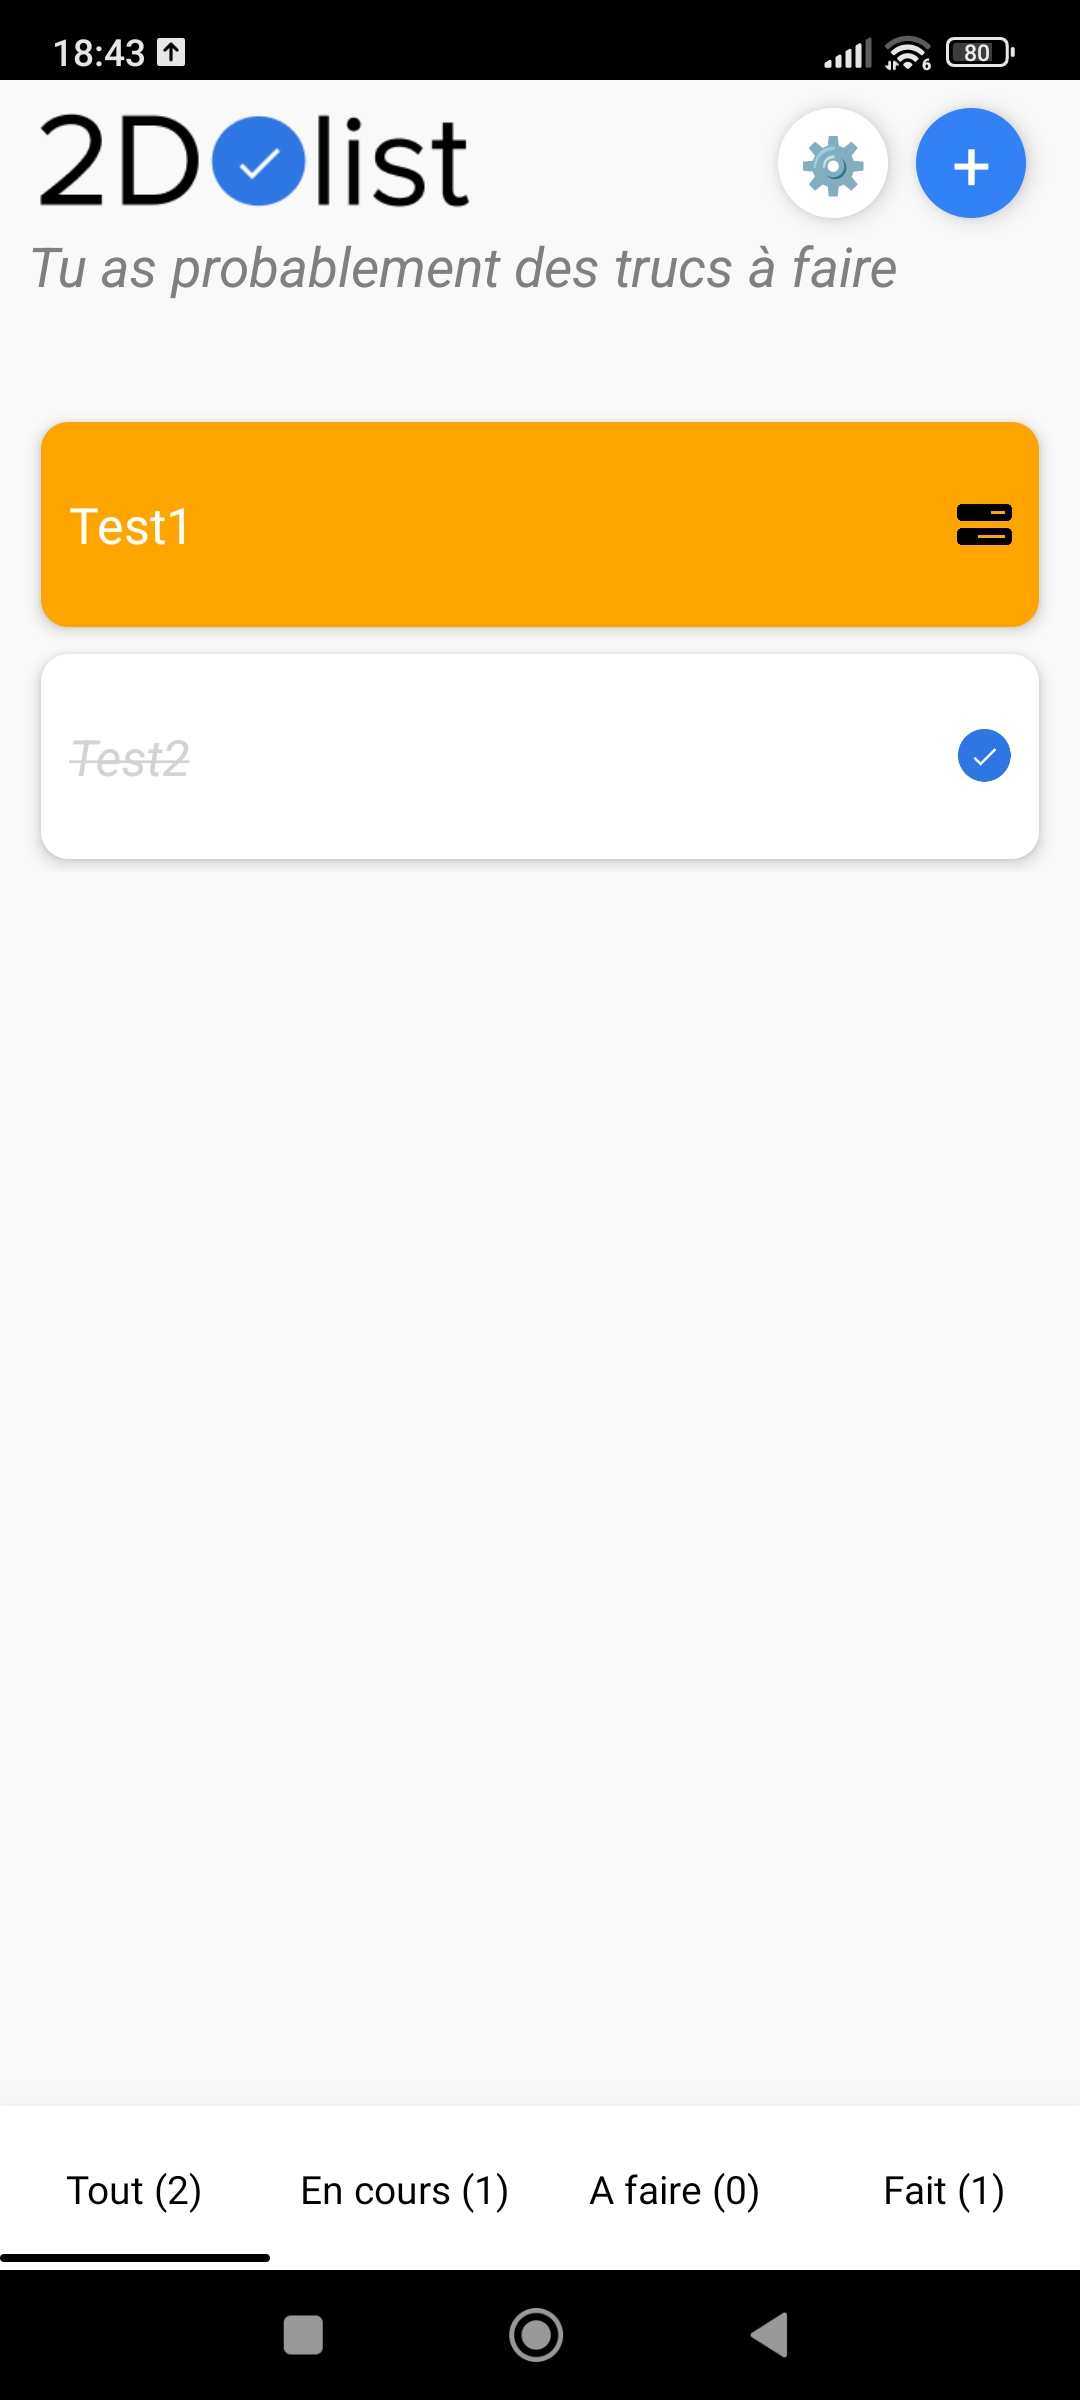 18:43
6
80
2D list
+
Tu as probablement des trucs à faire
Test1
Test2
Tout (2)
En cours (1)
A faire (0)
Fait (1)